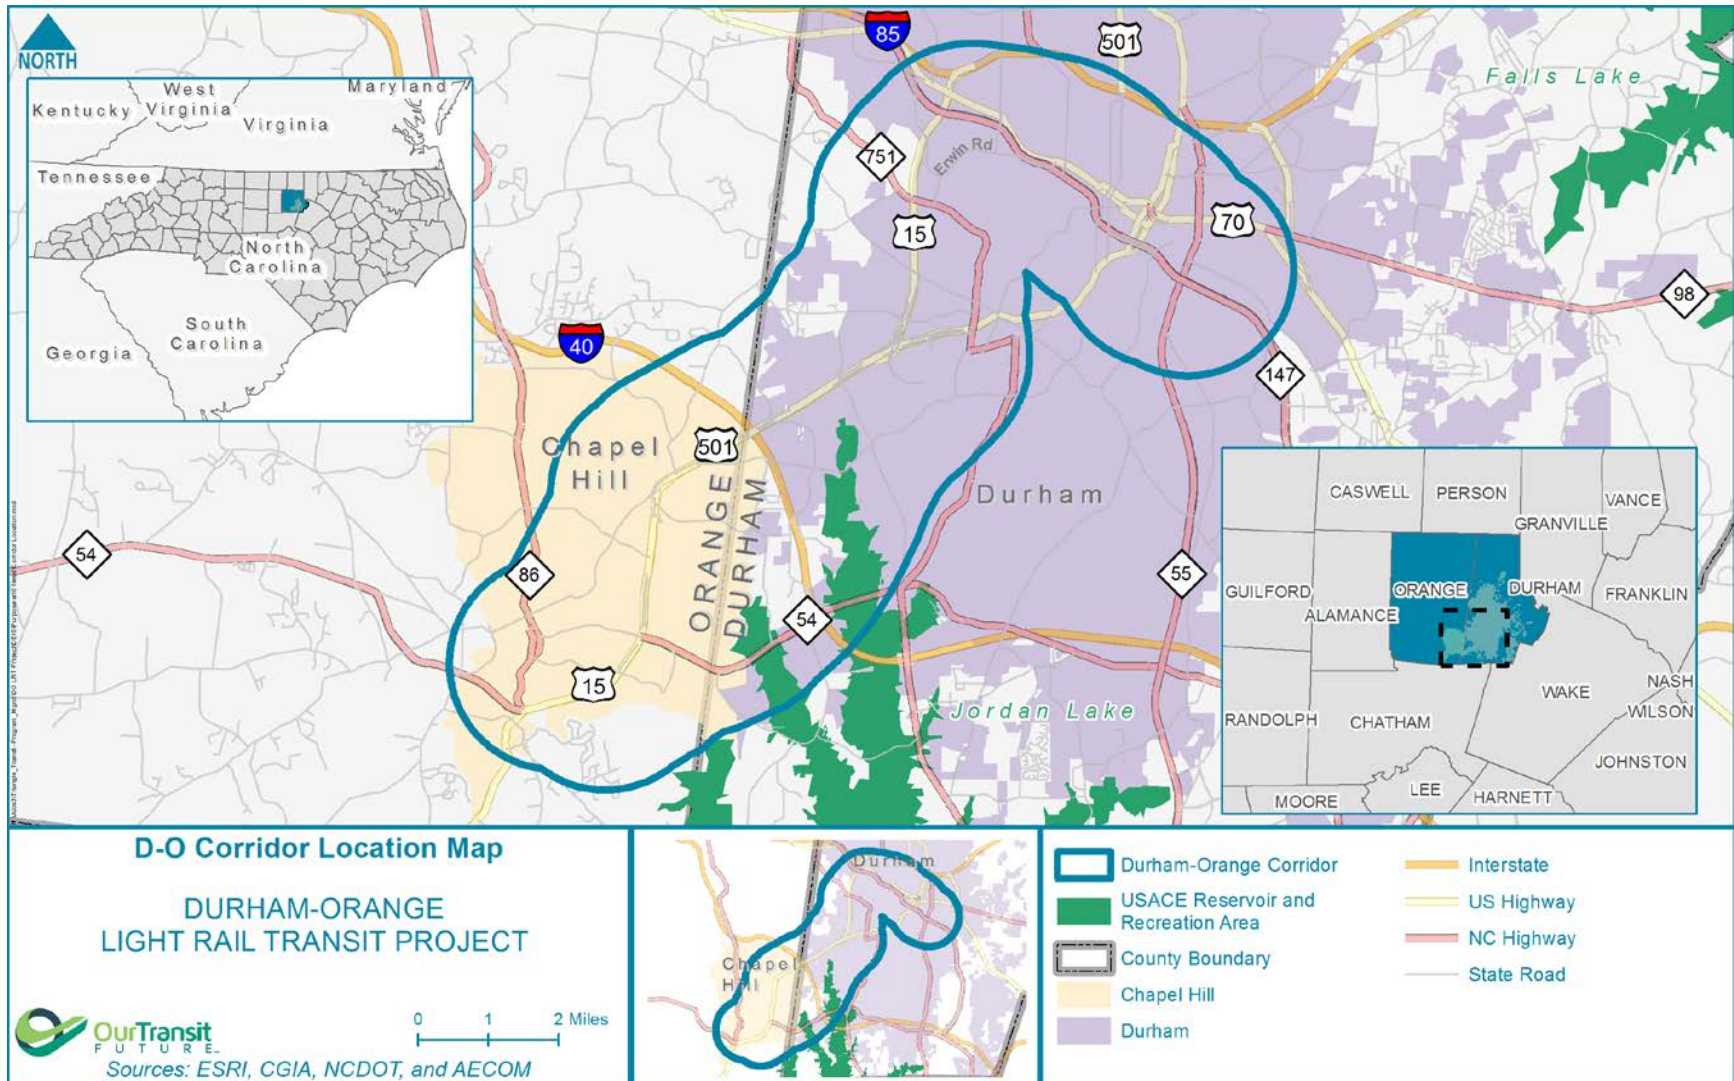 NORTH
Kentucky
West
Virginia
Maryland
Virginia
Tennessee
North
Carolina
South
Carolina
Georgia
85
501
Falls Lake
751
Erwin Rd
15
70
98
40
147
Chapel
Hill
501
ORANGE
DURHAM
Durham
54
86
54
55
15
Jordan Lake
CASWELL
PERSON
VANCE
GRANVILLE
GUILFORD
ORANGE
DURHAM
FRANKLIN
ALAMANCE
WAKE
NASH
WILSON
RANDOLPH
CHATHAM
JOHNSTON
LEE
MOORE
HARNETT
D-O Corridor Location Map
DURHAM-ORANGE
LIGHT RAIL TRANSIT PROJECT
OurTransit
FUTURE
0 1 2 Miles
Sources: ESRI, CGIA, NCDOT, and AECOM
Durham
Chapel
Hill
Durham-Orange Corridor
USACE Reservoir and
Recreation Area
County Boundary
Chapel Hill
Durham
Interstate
US Highway
NC Highway
State Road